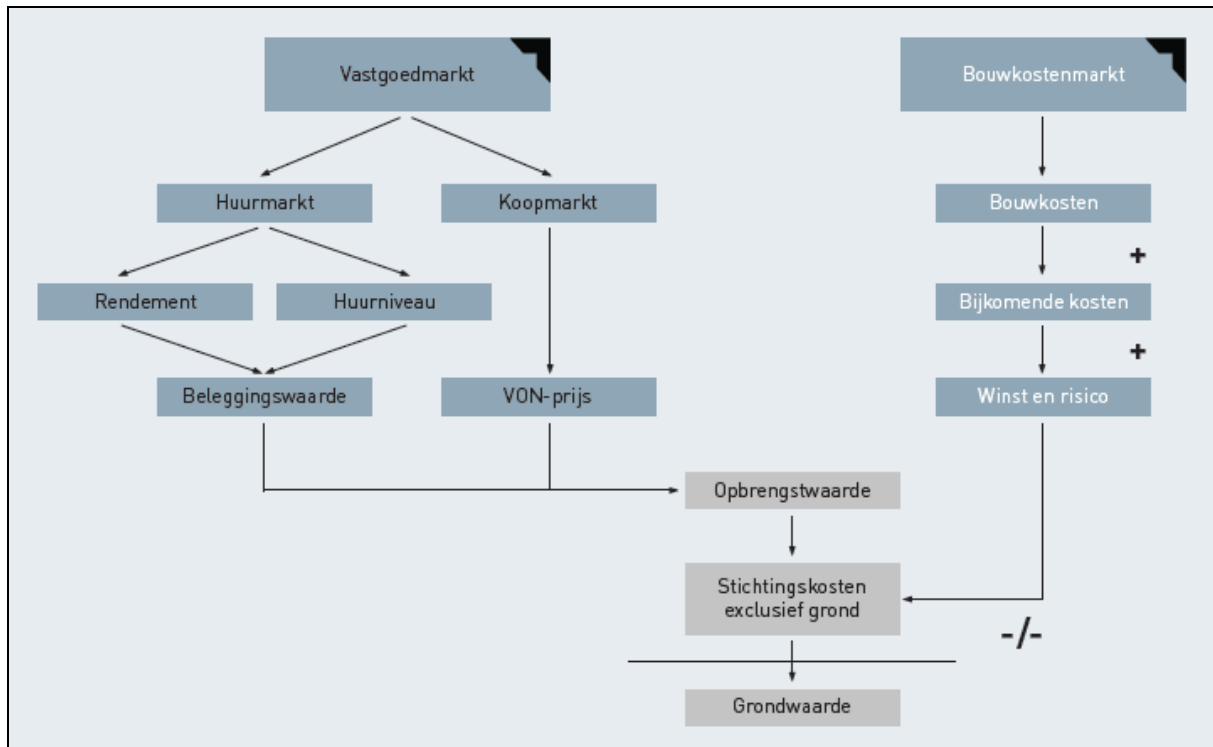 Vastgoedmarkt
Bouwkostenmarkt
Huurmarkt
Koopmarkt
Bouwkosten
+
Rendement
Huurniveau
Bijkomende kosten
+
Beleggingswaarde
VON-prijs
Winst en risico
Opbrengstwaarde
Stichtingskosten
exclusief grond
-/-
Grondwaarde